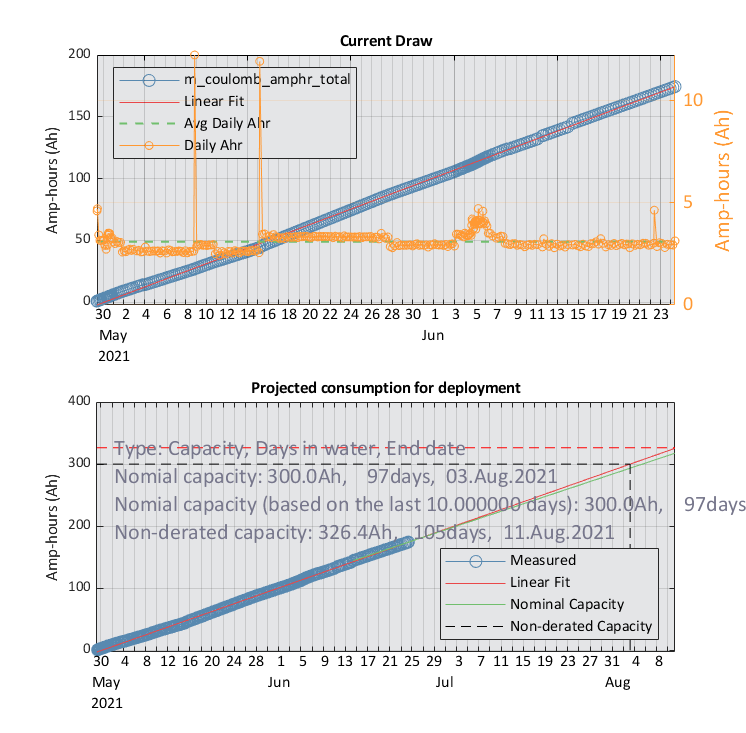 Current Draw
Amp-hours (Ah)
200
150
100
50
0
m_coulomb_amphr_total
Linear Fit
Avg Daily Ahr
Daily Ahr
10
5
0
Amp-hours (Ah)
30 2 4 6 8 10 12 14 16 18 20 22 24 26 28 30 1 3 5 7 9 11 13 15 17 19 21 23
May Jun
2021
Projected consumption for deployment
Amp-hours (Ah)
400
300
200
100
0
Type: Capacity, Days in water, End date
Nomial capacity: 300.0Ah, 97days, 03.Aug.2021
Nomial capacity (based on the last 10.000000 days): 300.0Ah, 97days
Non-derated capacity: 326.4Ah, 105days, 11.Aug.2021
Measured
Linear Fit
Nominal Capacity
Non-derated Capacity
30 4 8 12 16 20 24 28 1 5 9 13 17 21 25 29 3 7 11 15 19 23 27 31 4 8
May Jun Jul Aug
2021